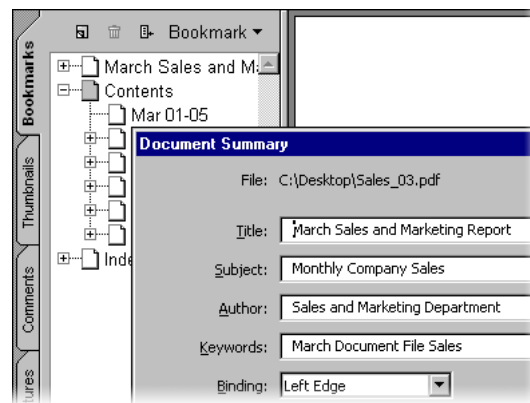 Bookmark
Bookmarks
Thumbnails
Comments
tures
March Sales and Ma
Contents
Mar 01-05
Inde
Document Summary
File: C:\Desktop\Sales_03.pdf
Title: March Sales and Marketing Report
Subject: Monthly Company Sales
Author: Sales and Marketing Department
Keywords: March Document File Sales
Binding: Left Edge